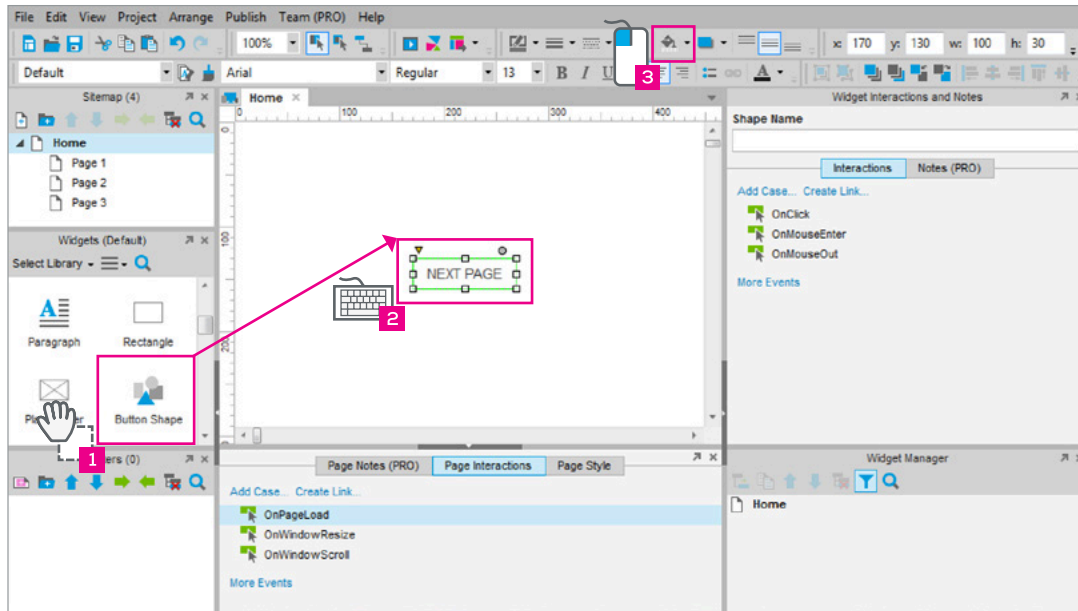 File Edit View Project Arrange Publish Team (PRO) Help
100% x: 170 y: 130 w: 100 h: 30
Default Arial Regular 13 B I U A
3
Sitemap (4)
Home
Page 1
Page 2
Page 3
Widgets (Default)
Select Library
Paragraph Rectangle
Button Shape
1
Home
0 100 200 300 400
0
100
200
NEXT PAGE
2
Page Notes (PRO) Page Interactions Page Style
Add Case... Create Link...
OnPageLoad
OnWindowResize
OnWindowScroll
More Events
Widget Interactions and Notes
Shape Name
Interactions Notes (PRO)
Add Case... Create Link...
OnClick
OnMouseEnter
OnMouseOut
More Events
Widget Manager
Home